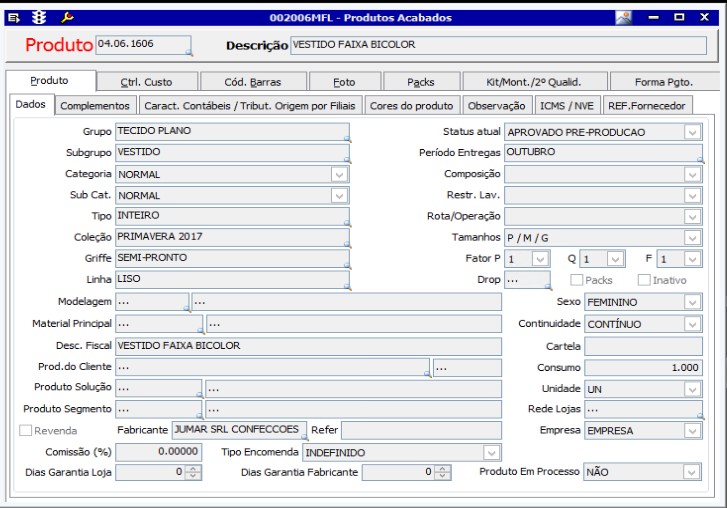 002006MFL - Produtos Acabados
Produto 04.06.1606 Descrição VESTIDO FAIXA BICOLOR
Produto Ctrl. Custo Cód. Barras Foto Packs Kit/Mont./2º Qualid. Forma Pgto.
Dados Complementos Caract. Contábeis / Tribut. Origem por Filiais Cores do produto Observação ICMS / NVE REF.Fornecedor
Grupo TECIDO PLANO Status atual APROVADO PRE-PRODUCAO
Subgrupo VESTIDO Período Entregas OUTUBRO
Categoria NORMAL Composição
Sub Cat. NORMAL Restr. Lav.
Tipo INTEIRO Rota/Operação
Coleção PRIMAVERA 2017 Tamanhos P / M / G
Griffe SEMI-PRONTO Fator P 1 Q 1 F 1
Linha LISO Drop ... Packs Inativo
Modelagem ... ... Sexo FEMININO
Material Principal ... ... Continuidade CONTÍNUO
Desc. Fiscal VESTIDO FAIXA BICOLOR Cartela
Prod.do Cliente ... ... Consumo 1.000
Produto Solução ... ... Unidade UN
Produto Segmento ... ... Rede Lojas ...
Revenda Fabricante JUMAR SRL CONFECCOES Refer Empresa EMPRESA
Comissão (%) 0.00000 Tipo Encomenda INDEFINIDO
Dias Garantia Loja 0 Dias Garantia Fabricante 0 Produto Em Processo NÃO